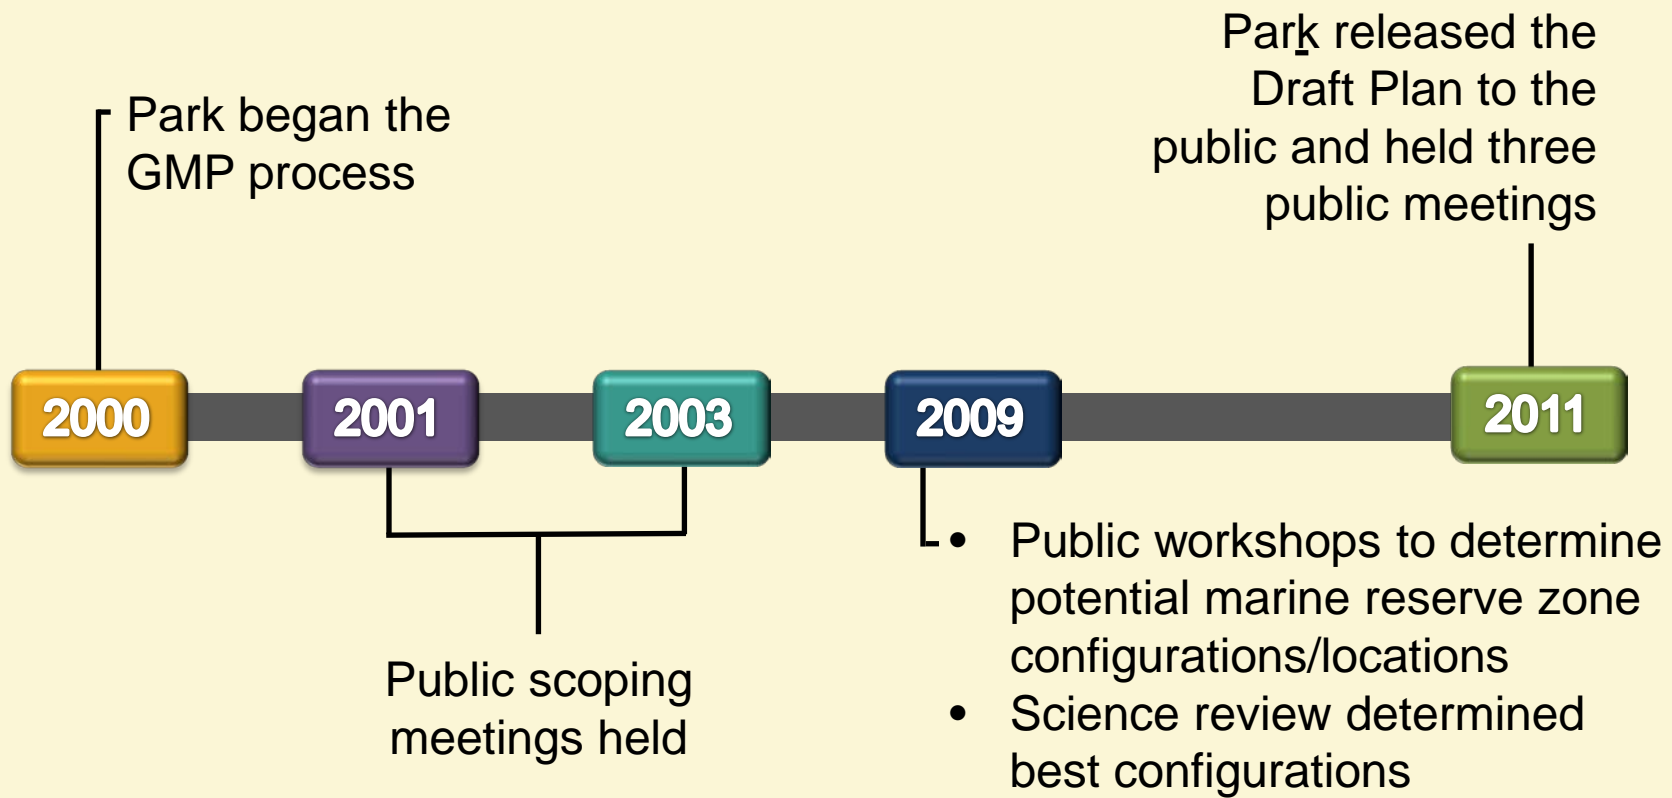 Park released the
Draft Plan to the
public and held three
public meetings
Park began the
GMP process
2000
2001
2003
2009
2011
Public scoping
meetings held
• Public workshops to determine
potential marine reserve zone
configurations/locations
• Science review determined
best configurations